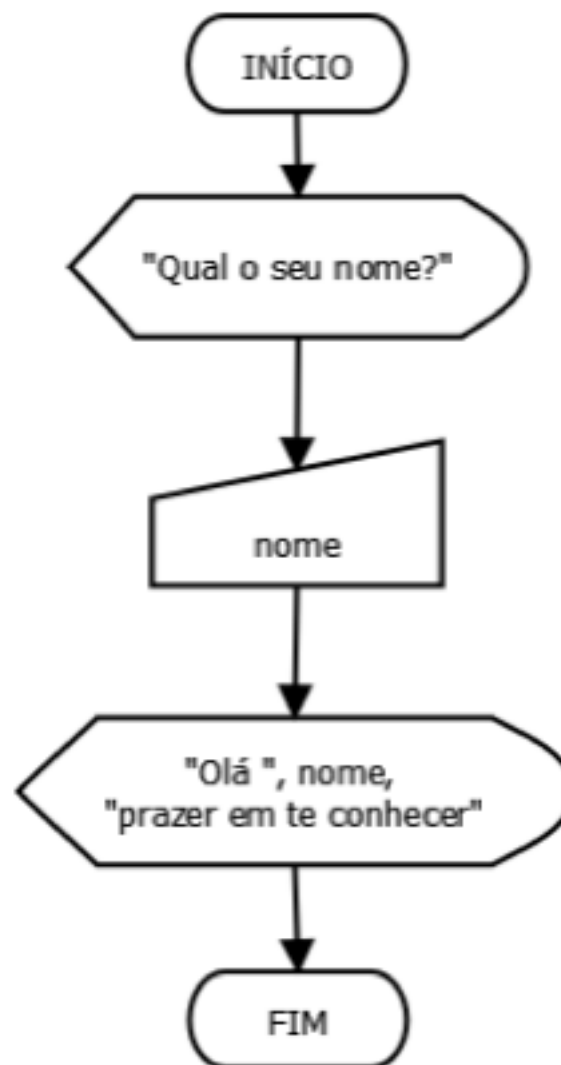 INÍCIO
"Qual o seu nome?"
nome
"Olá ", nome,
"prazer em te conhecer"
FIM